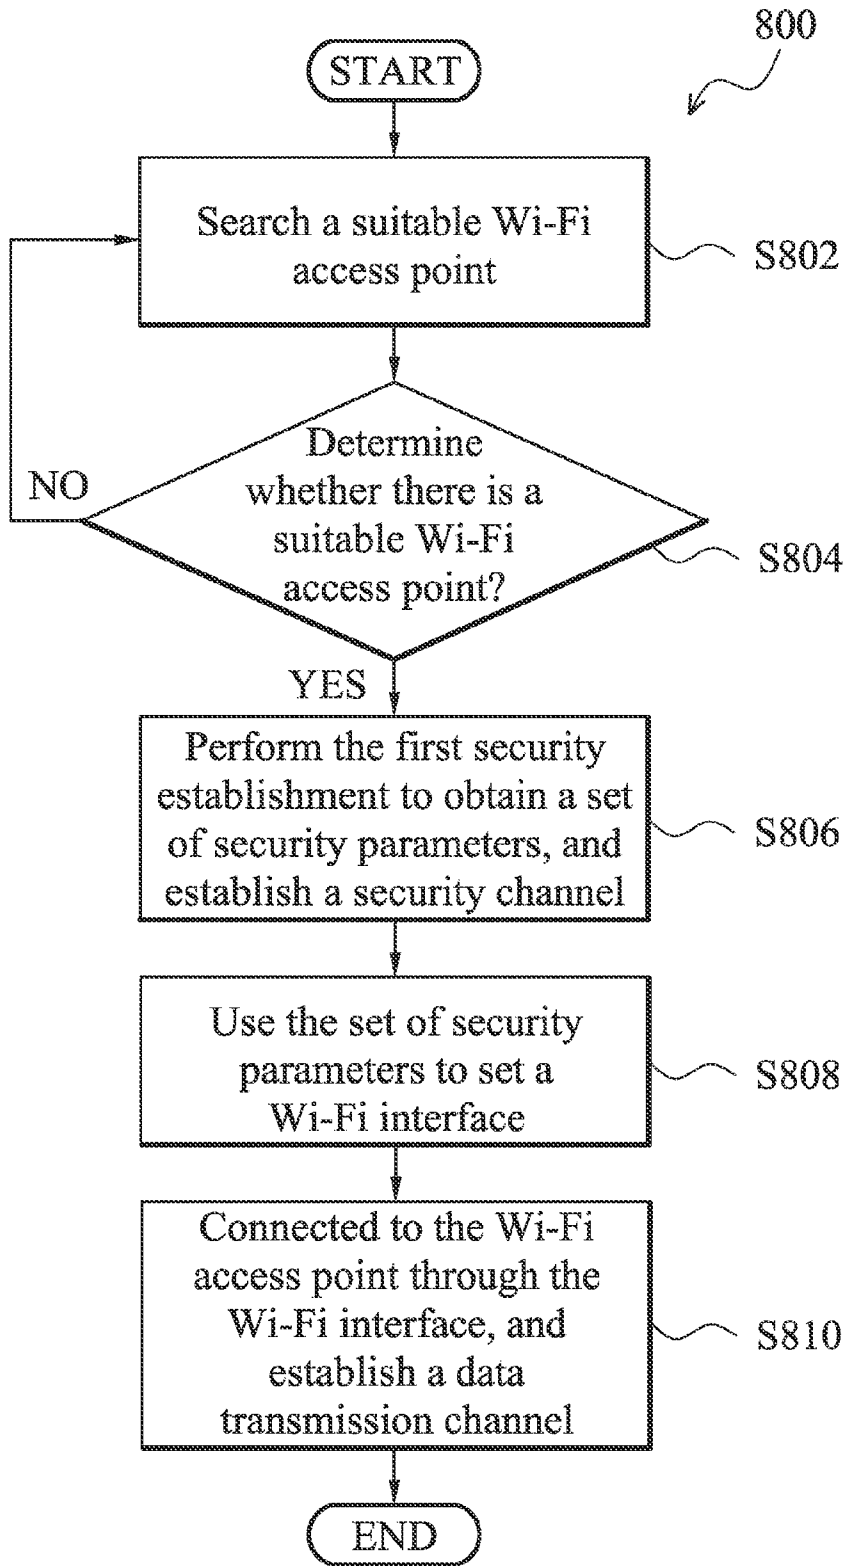 800
START
Search a suitable Wi-Fi
access point
S802
Determine
whether there is a
suitable Wi-Fi
access point?
S804
NO
YES
Perform the first security
establishment to obtain a set
of security parameters, and
establish a security channel
S806
Use the set of security
parameters to set a
Wi-Fi interface
S808
Connected to the Wi-Fi
access point through the
Wi-Fi interface, and
establish a data
transmission channel
S810
END